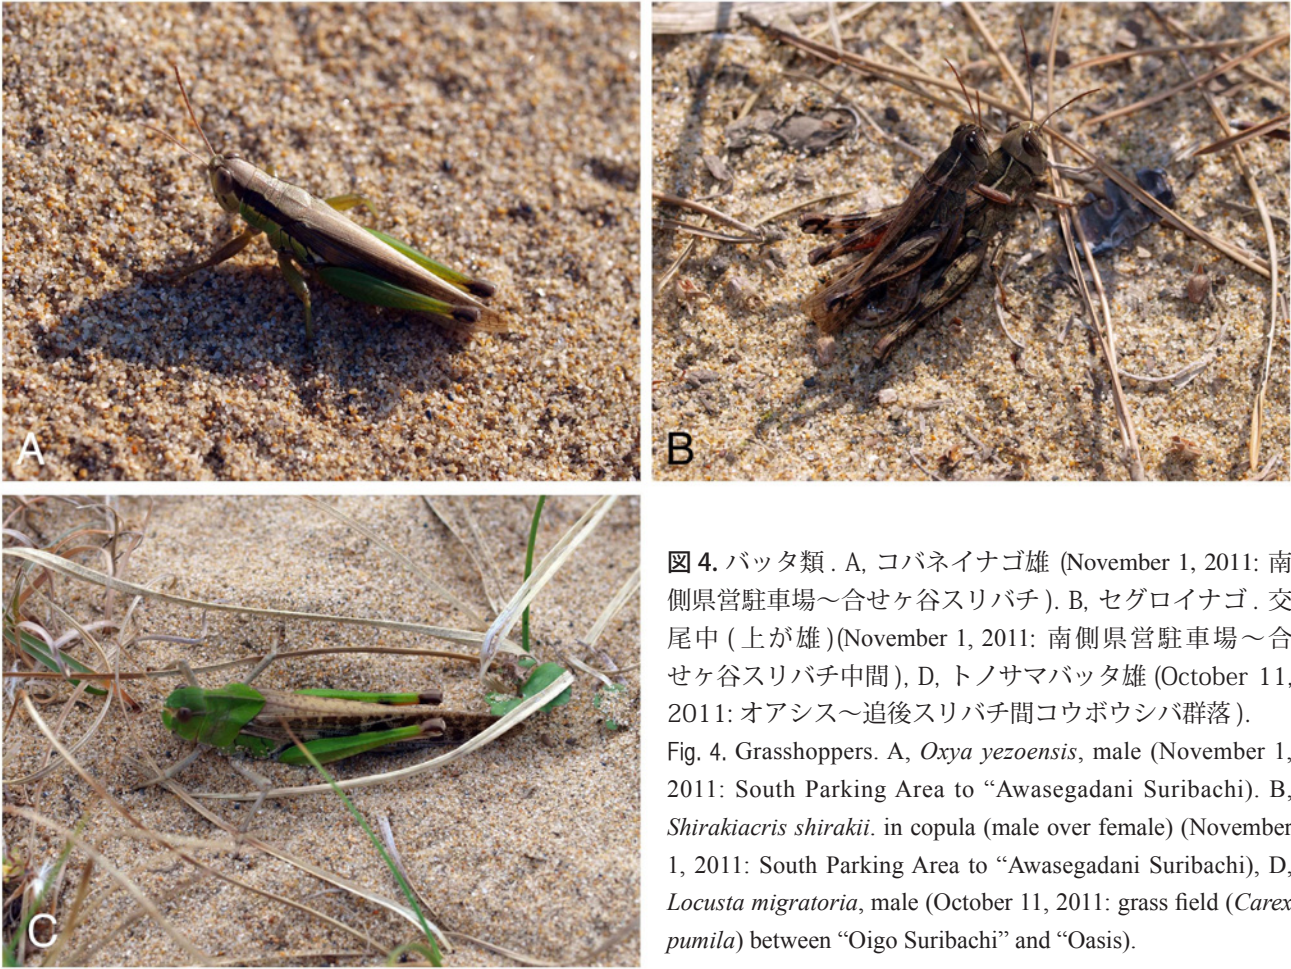 A
B
C
図 4. バッタ類 . A, コバネイナゴ雄 (November 1, 2011: 南
側県営駐車場〜合せヶ谷スリバチ ). B, セグロイナゴ . 交
尾中 ( 上が雄 )(November 1, 2011: 南側県営駐車場〜合
せヶ谷スリバチ中間 ), D, トノサマバッタ雄 (October 11,
2011: オアシス〜追後スリバチ間コウボウシバ群落 ).
Fig. 4. Grasshoppers. A, Oxya yezoensis, male (November 1,
2011: South Parking Area to “Awasegadani Suribachi). B,
Shirakiacris shirakii. in copula (male over female) (November
1, 2011: South Parking Area to “Awasegadani Suribachi), D,
Locusta migratoria, male (October 11, 2011: grass field (Carex
pumila) between “Oigo Suribachi” and “Oasis).